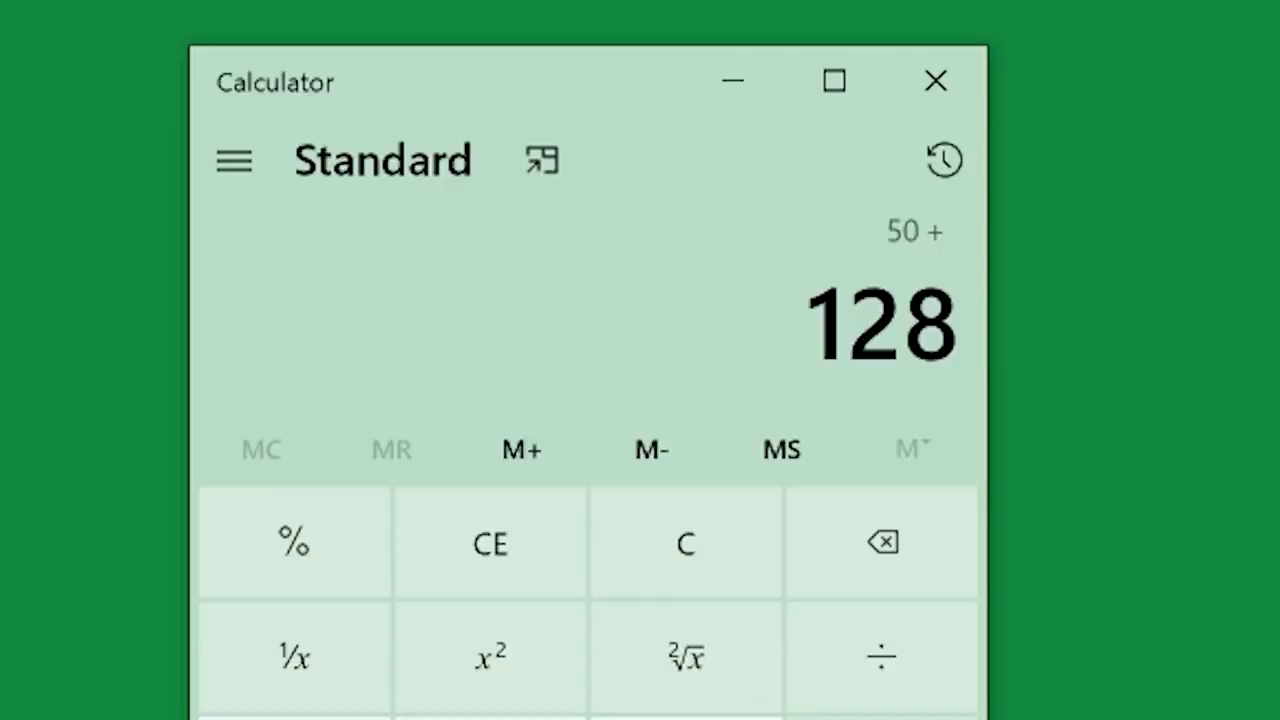 Calculator
Standard
50 +
128
MC MR M+ M- MS M˅
% CE C
¹/x x² ²√x ÷